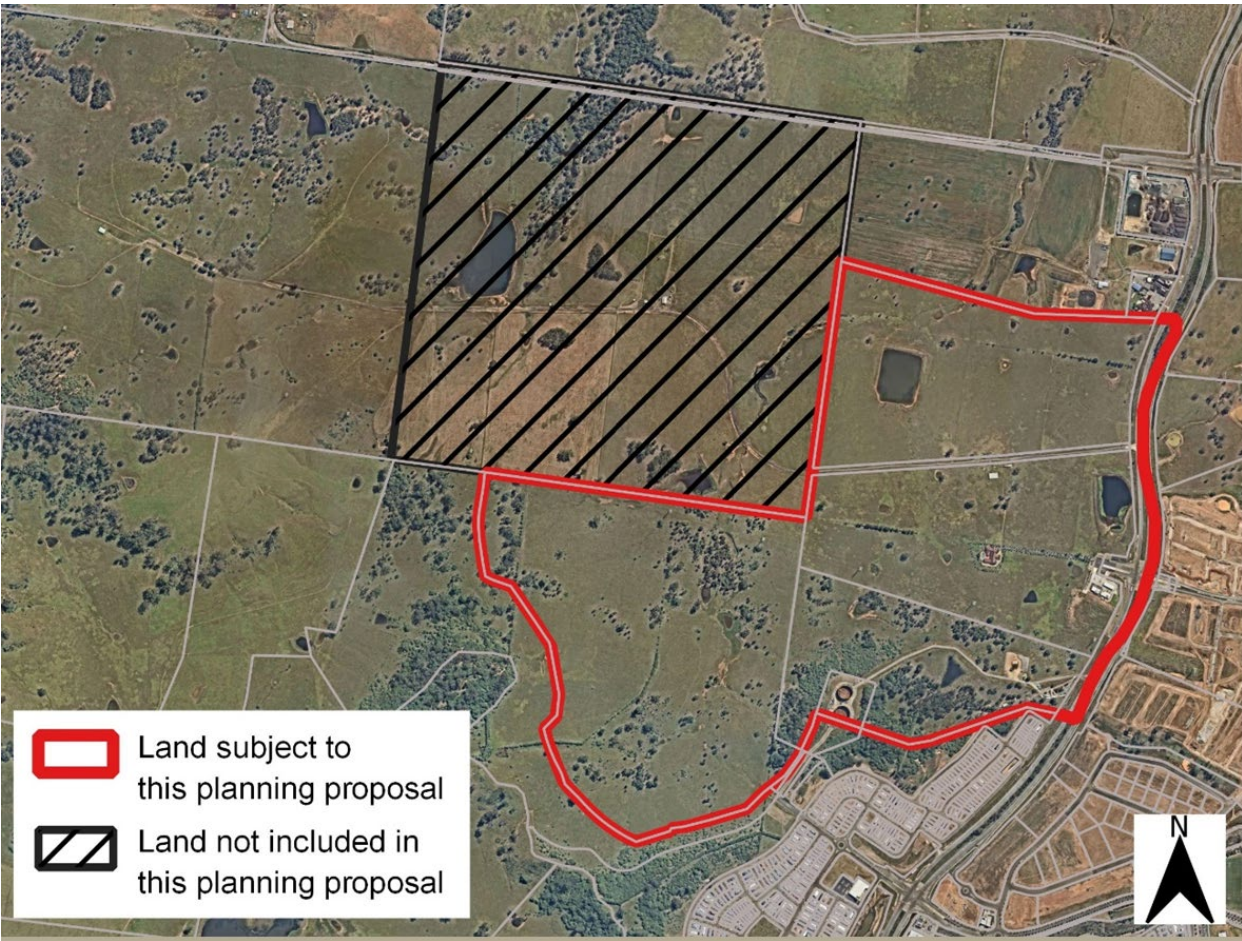 Land subject to
this planning proposal
Land not included in
this planning proposal
N